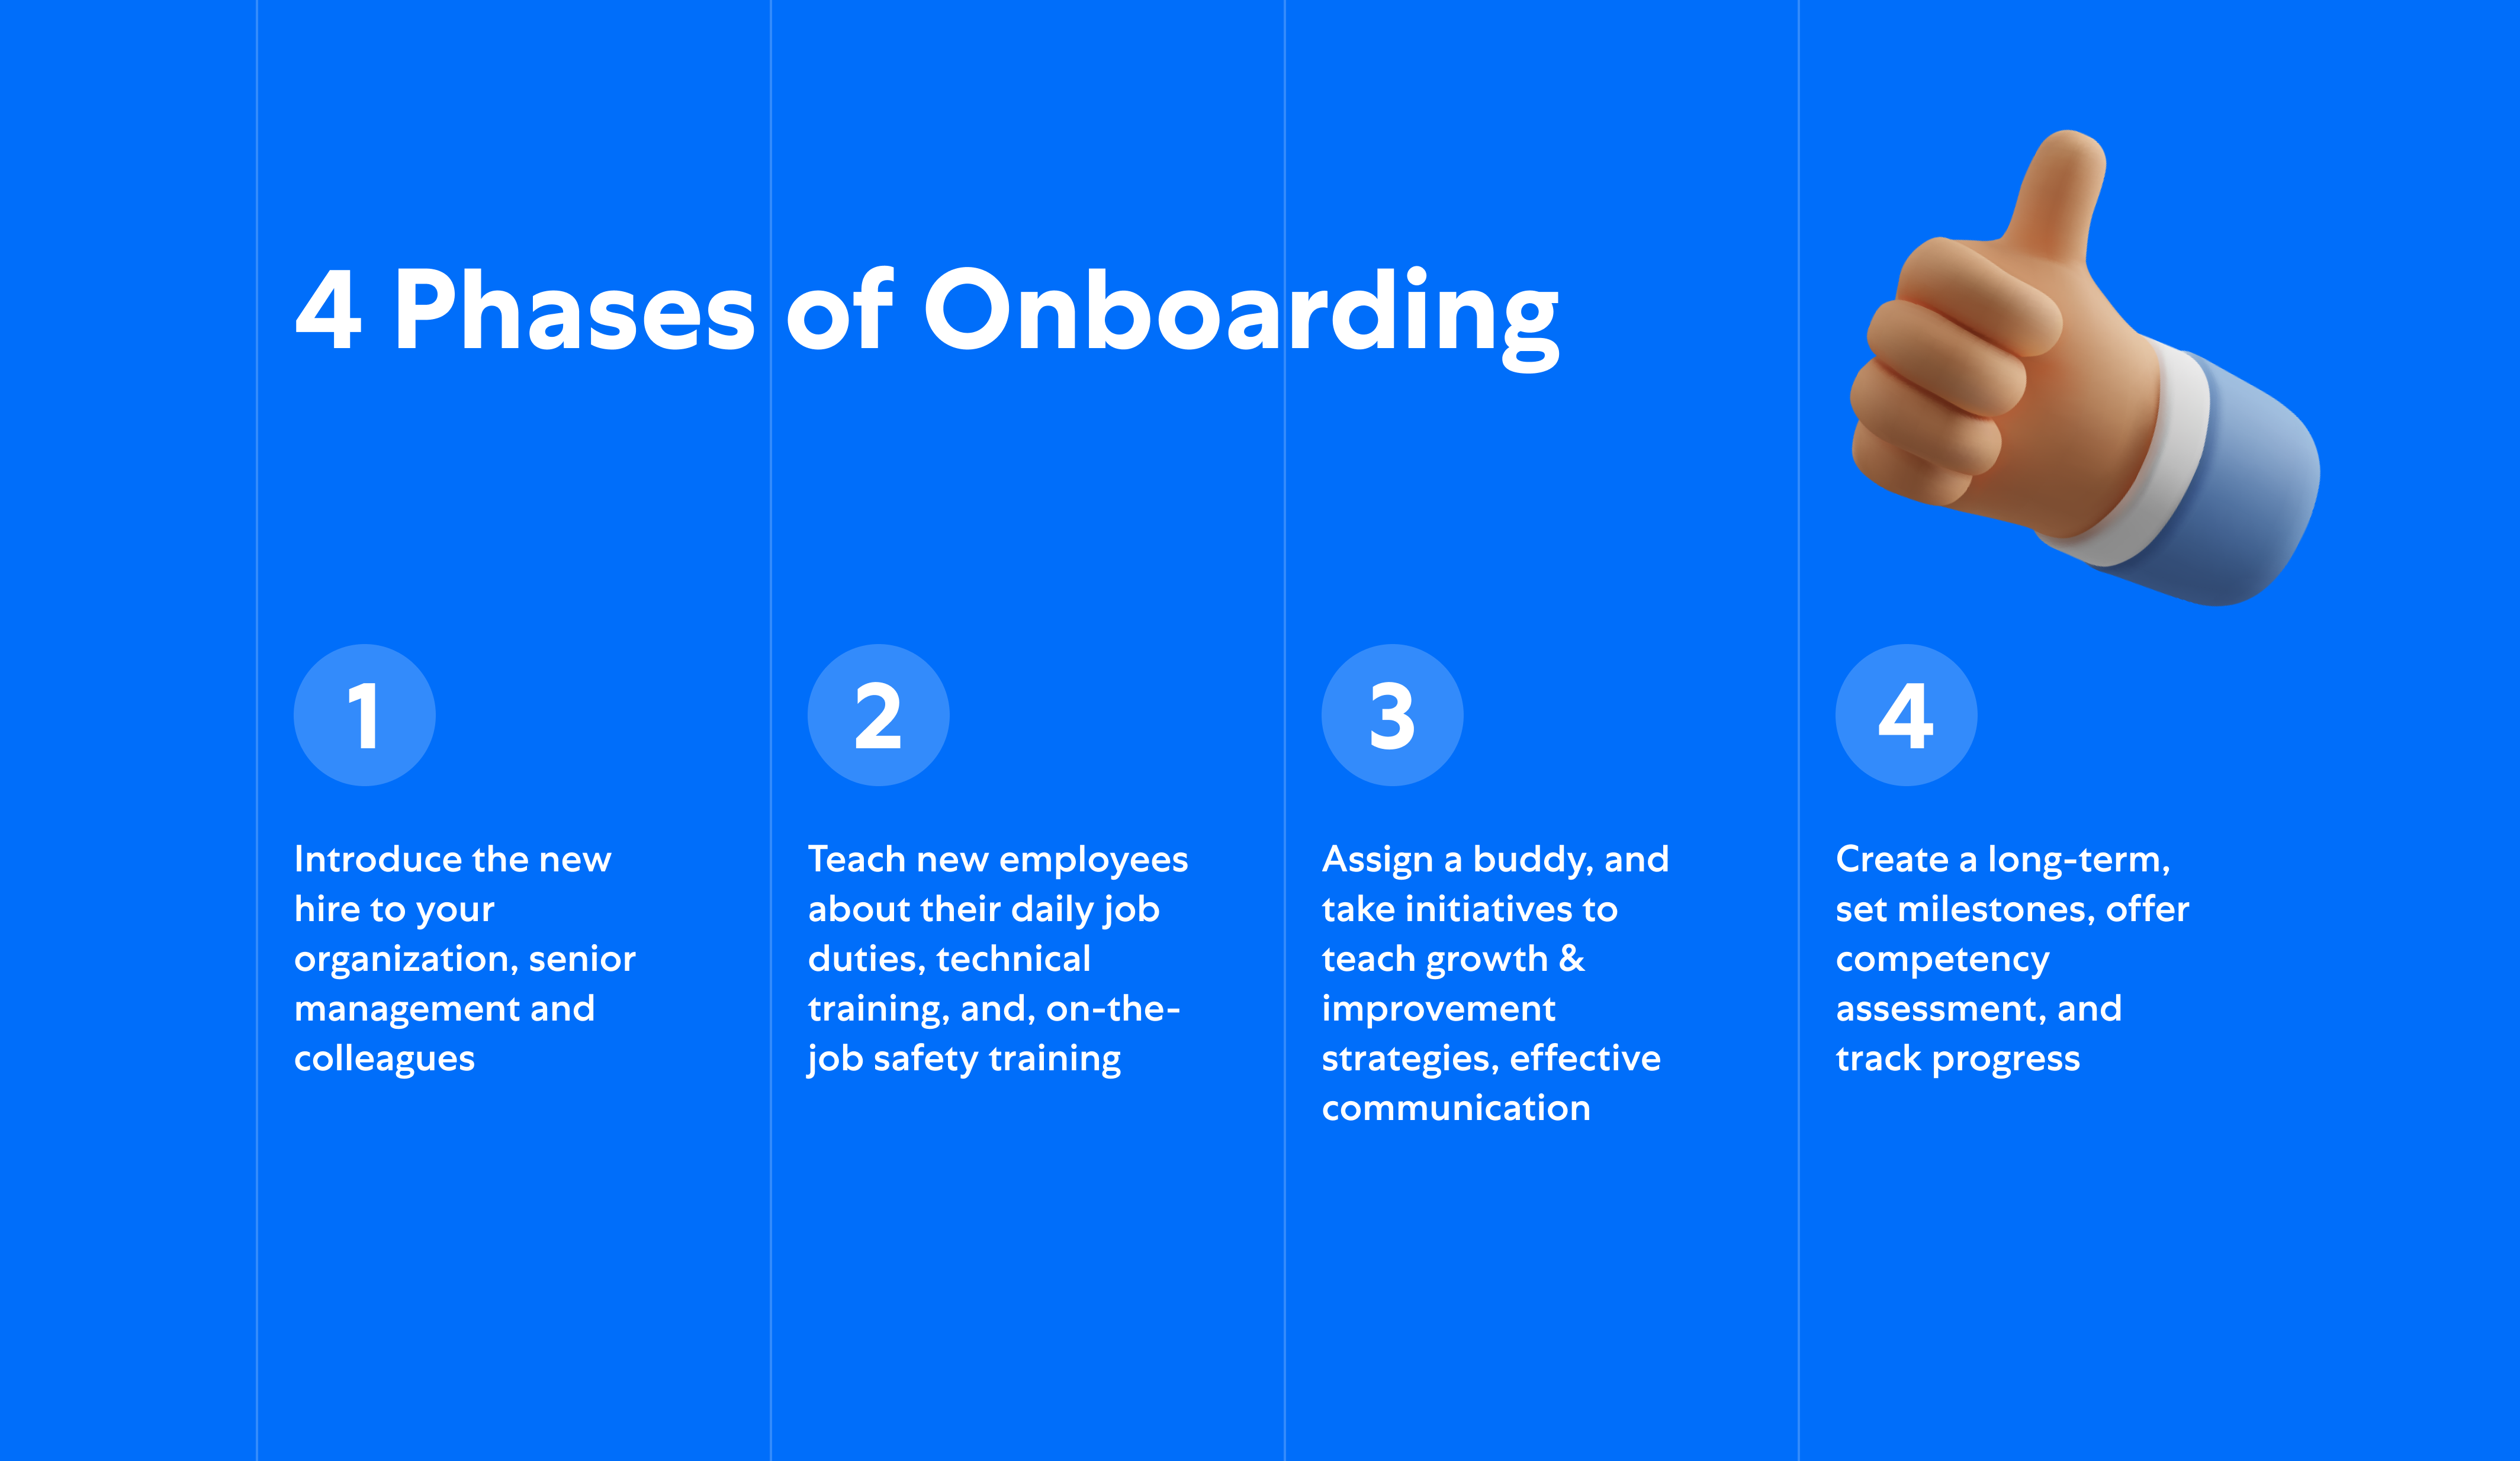 4 Phases of Onboarding
1
Introduce the new
hire to your
organization, senior
management and
colleagues
2
Teach new employees
about their daily job
duties, technical
training, and, on-the-
job safety training
3
Assign a buddy, and
take initiatives to
teach growth &
improvement
strategies, effective
communication
4
Create a long-term,
set milestones, offer
competency
assessment, and
track progress